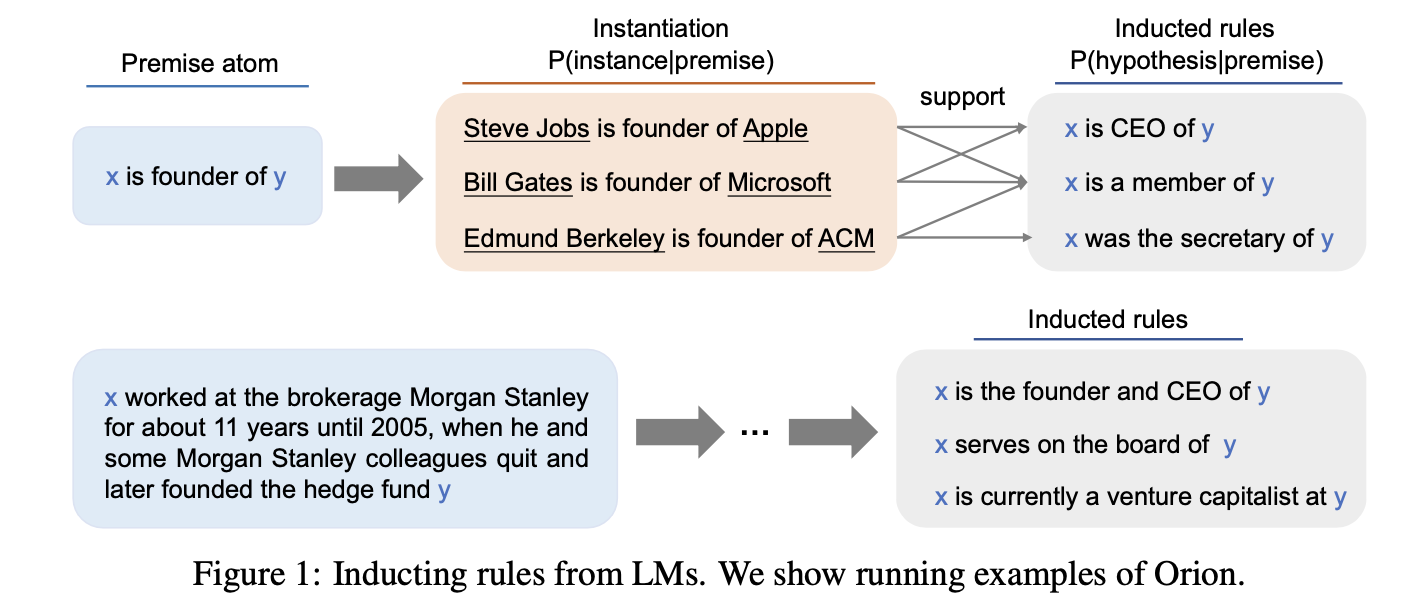 Premise atom
Instantiation
P(instance|premise)
Inducted rules
P(hypothesis|premise)
support
x is founder of y
Steve Jobs is founder of Apple
Bill Gates is founder of Microsoft
Edmund Berkeley is founder of ACM
x is CEO of y
x is a member of y
x was the secretary of y
Inducted rules
x worked at the brokerage Morgan Stanley
for about 11 years until 2005, when he and
some Morgan Stanley colleagues quit and
later founded the hedge fund y
...
x is the founder and CEO of y
x serves on the board of y
x is currently a venture capitalist at y
Figure 1: Inducting rules from LMs. We show running examples of Orion.